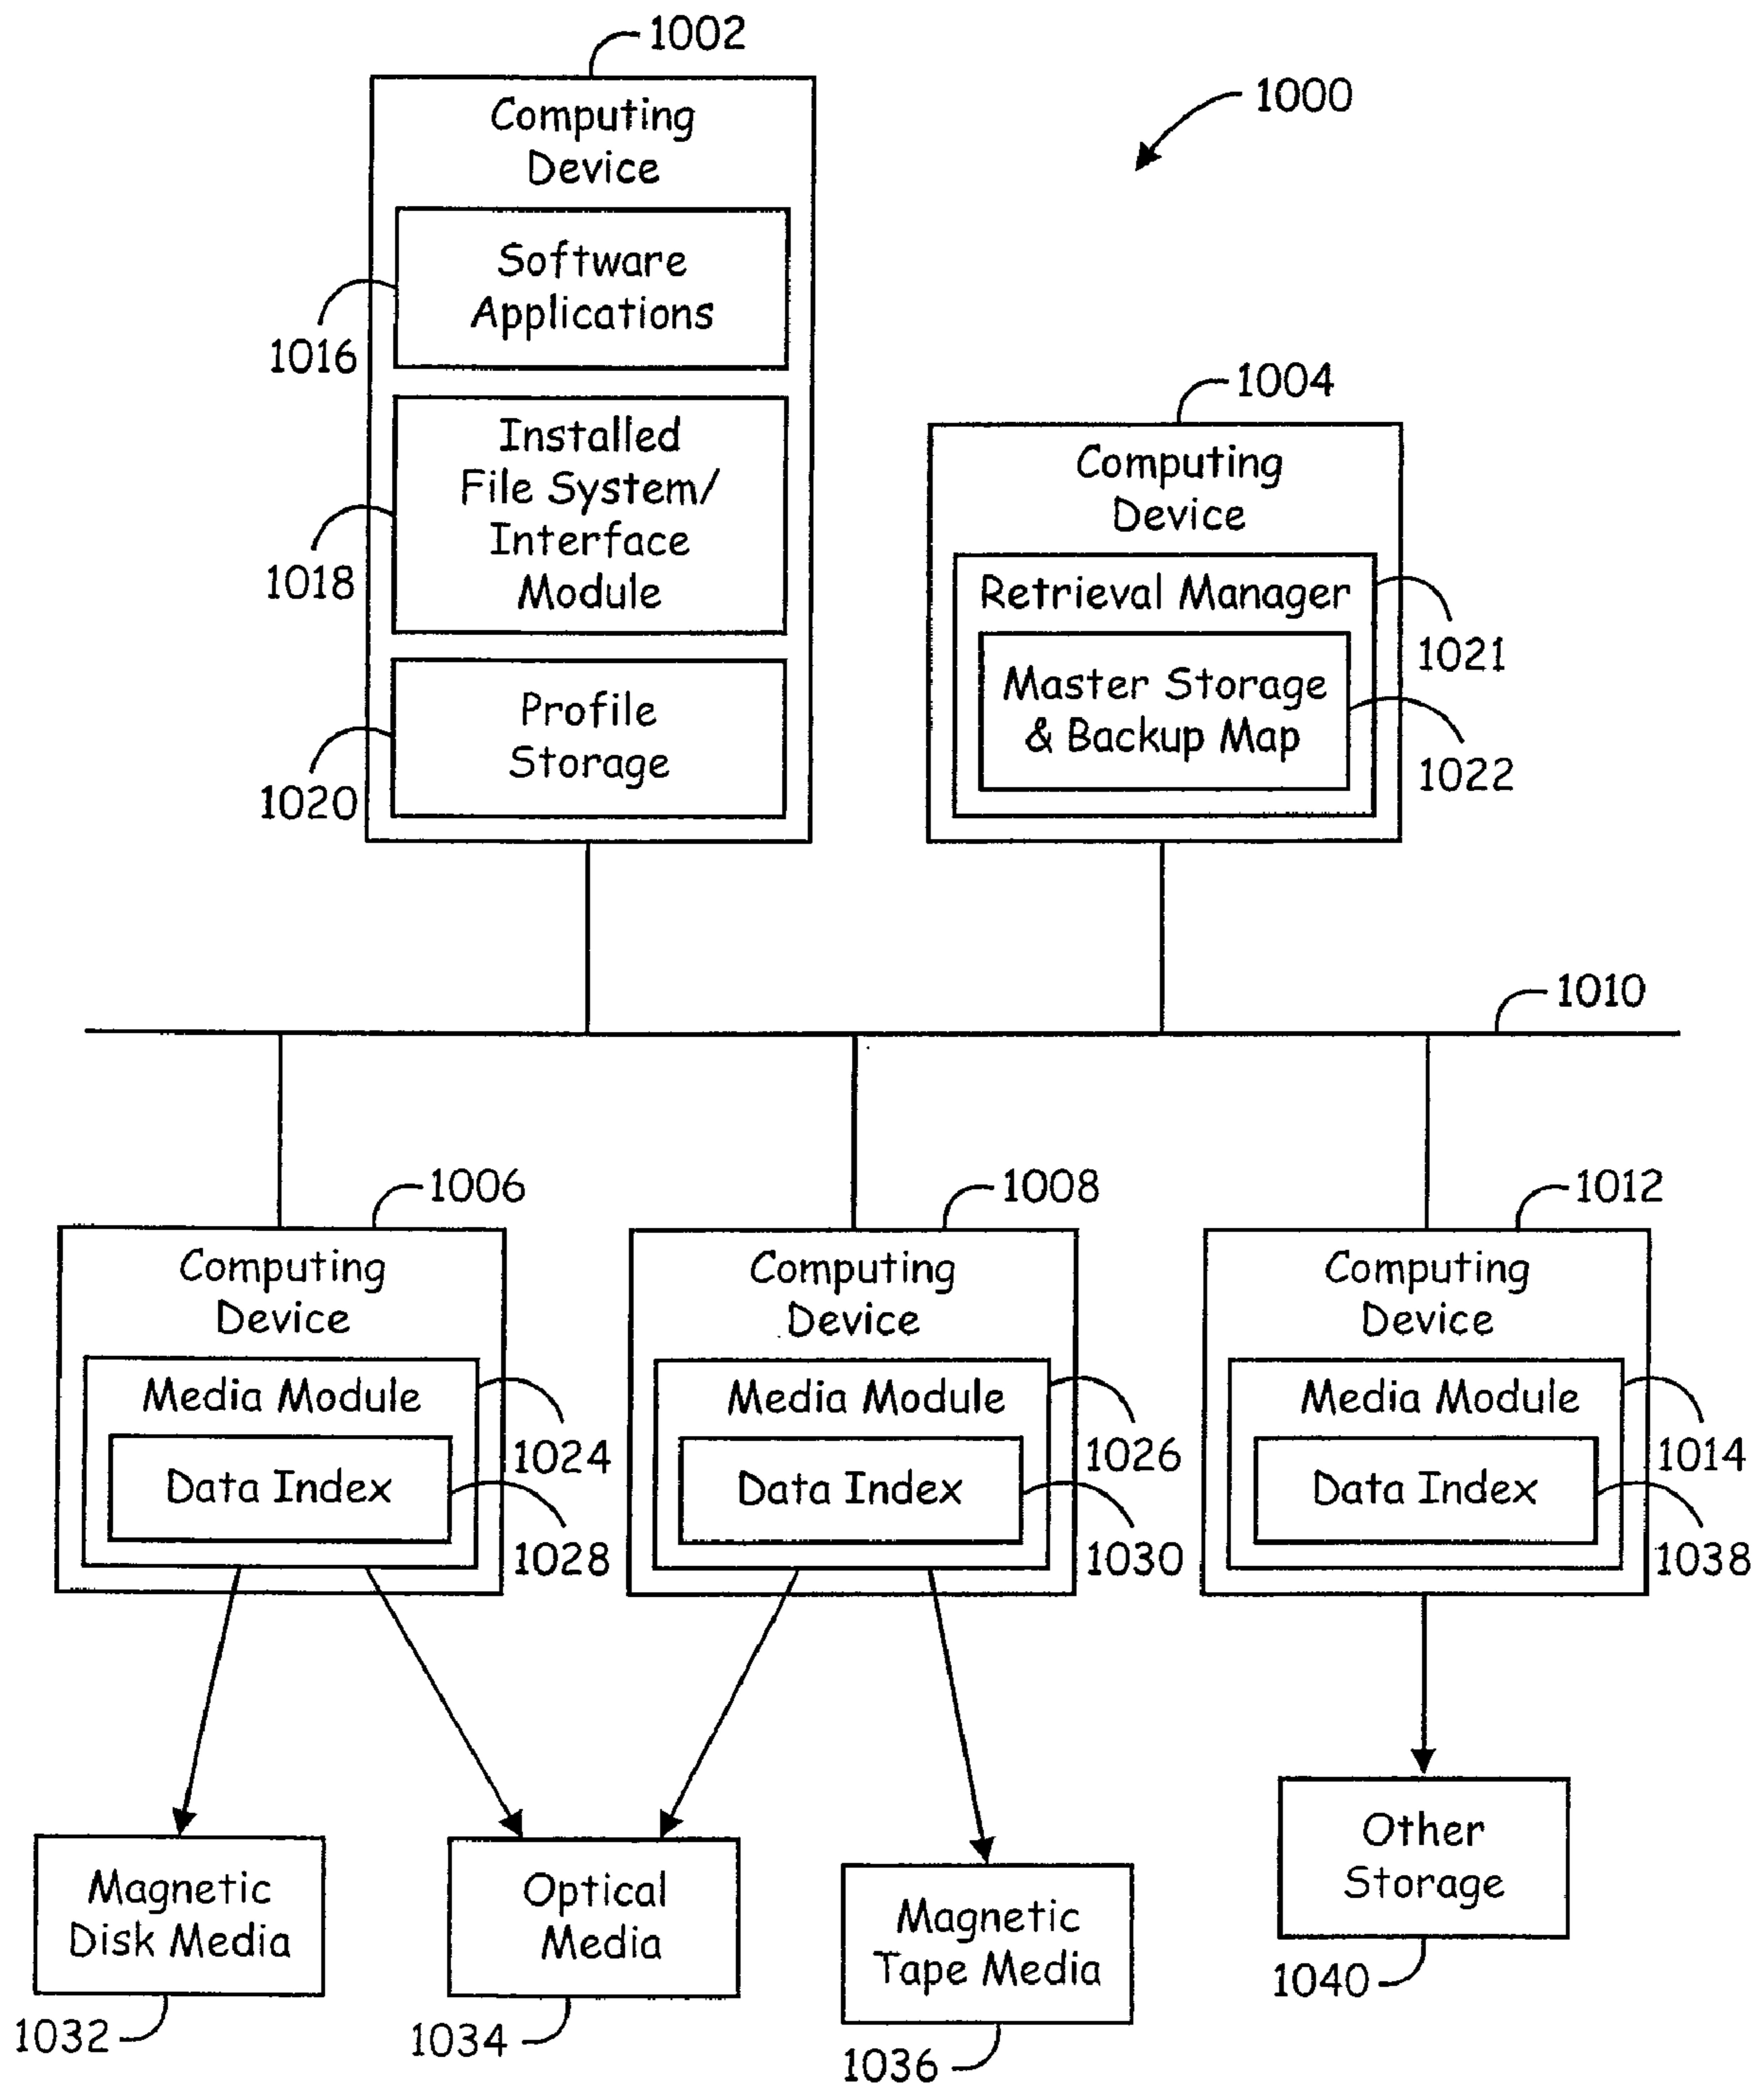 1002
1000
Computing
Device
Software
Applications
1016
Installed
File System/
Interface
Module
1018
Profile
Storage
1020
1004
Computing
Device
Retrieval Manager
1021
Master Storage
& Backup Map
1022
1010
1006
Computing
Device
Media Module
1024
Data Index
1028
1008
Computing
Device
Media Module
1026
Data Index
1030
1012
Computing
Device
Media Module
1014
Data Index
1038
Magnetic
Disk Media
1032
Optical
Media
1034
Magnetic
Tape Media
1036
Other
Storage
1040